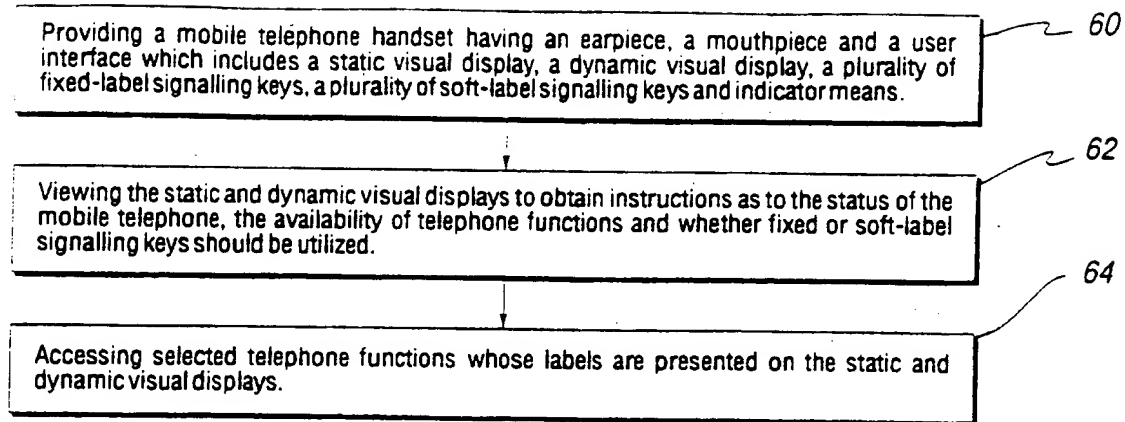 Providing a mobile telephone handset having an earpiece, a mouthpiece and a user
interface which includes a static visual display, a dynamic visual display, a plurality of
fixed-label signalling keys, a plurality of soft-label signalling keys and indicator means.
60
Viewing the static and dynamic visual displays to obtain instructions as to the status of the
mobile telephone, the availability of telephone functions and whether fixed or soft-label
signalling keys should be utilized.
62
Accessing selected telephone functions whose labels are presented on the static and
dynamic visual displays.
64